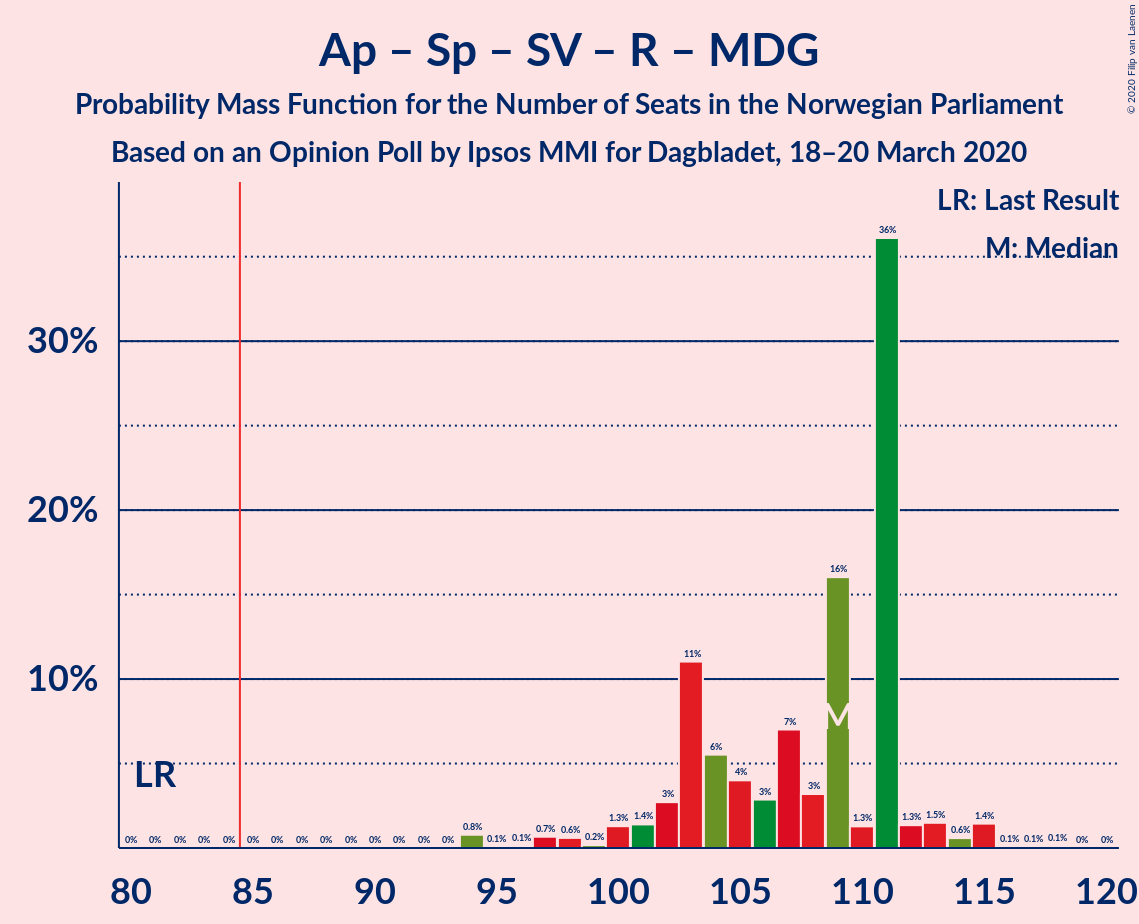 Ap – Sp – SV – R – MDG
Probability Mass Function for the Number of Seats in the Norwegian Parliament
Based on an Opinion Poll by Ipsos MMI for Dagbladet, 18–20 March 2020
© 2020 Filip van Laenen
LR: Last Result
M: Median
30%
20%
10%
LR
M
0% 0% 0% 0% 0% 0% 0% 0% 0% 0% 0% 0% 0% 0% 0.8% 0.1% 0.1% 0.7% 0.6% 0.2% 1.3% 1.4% 3% 11% 6% 4% 3% 7% 3% 16% 1.3% 36% 1.3% 1.5% 0.6% 1.4% 0.1% 0.1% 0.1% 0% 0%
80 85 90 95 100 105 110 115 120